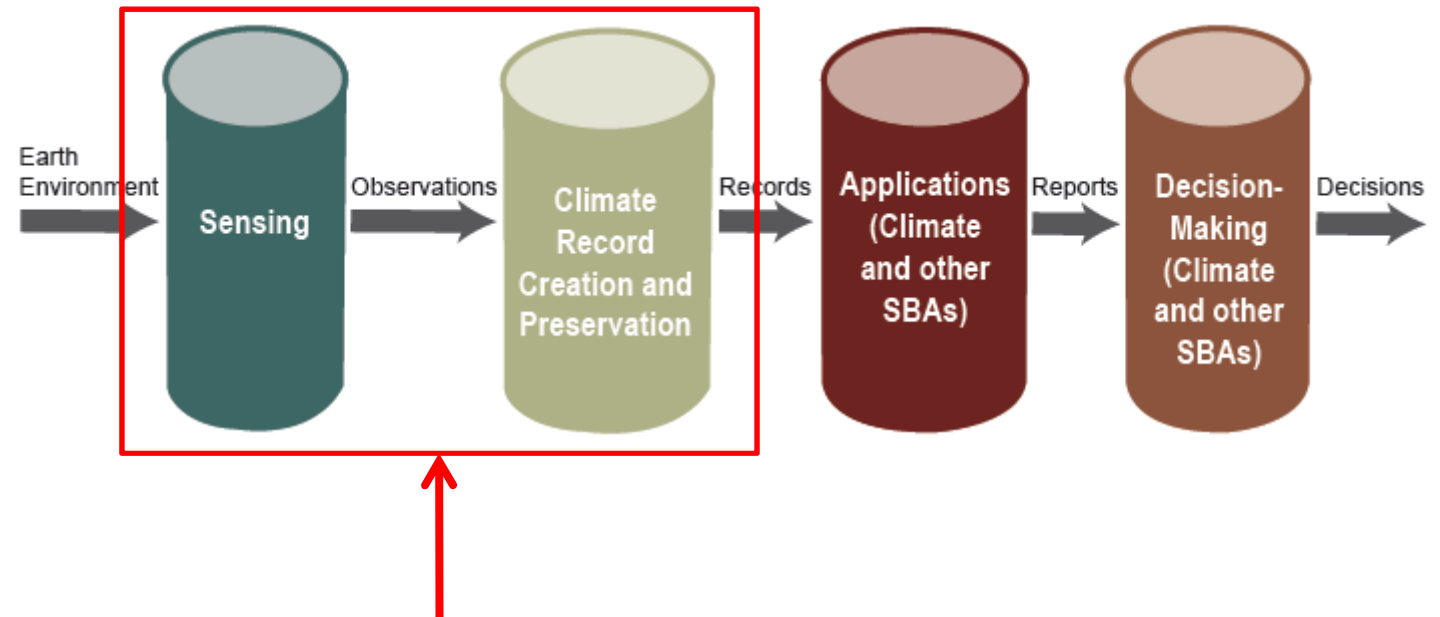 Earth
Environment
Sensing
Observations
Climate
Record
Creation and
Preservation
Records
Applications
(Climate
and other
SBAs)
Reports
Decision-
Making
(Climate
and other
SBAs)
Decisions